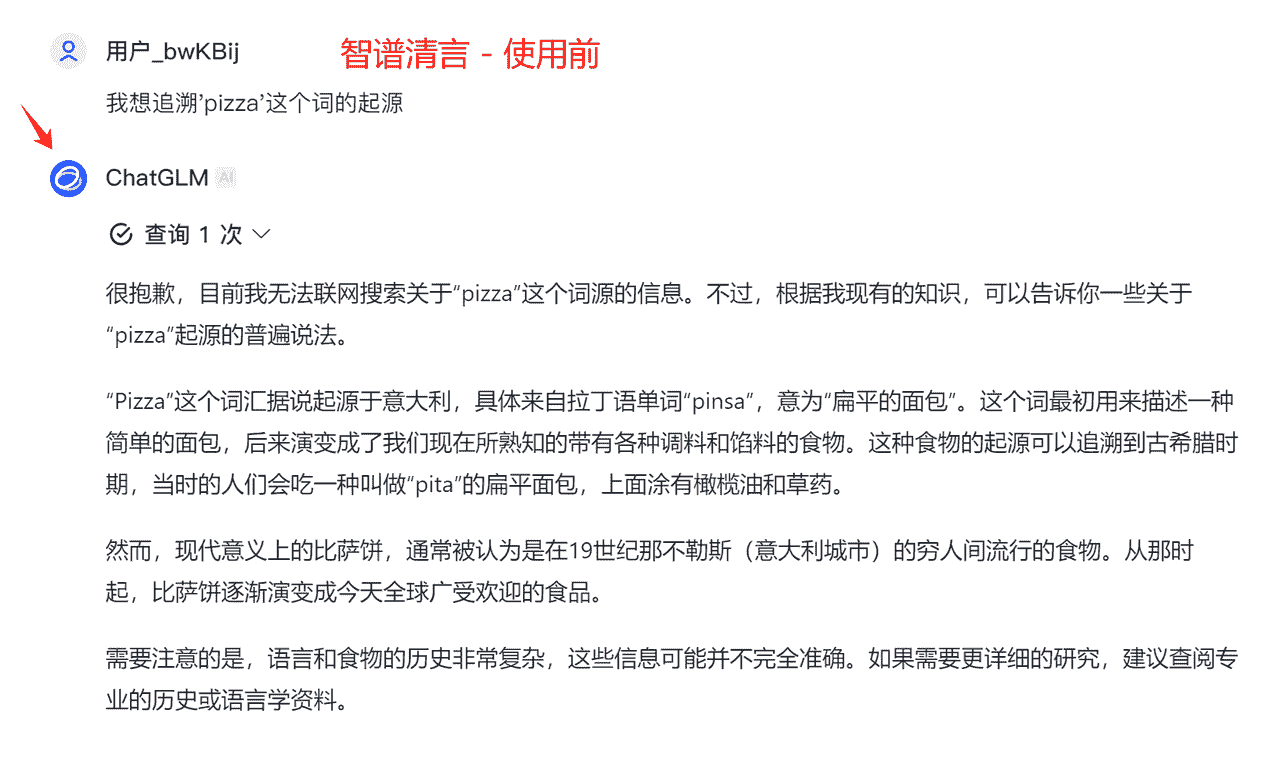 用户_bwKBij
智谱清言 - 使用前
我想追溯’pizza’这个词的起源
ChatGLM AI
查询 1 次
很抱歉，目前我无法联网搜索关于“pizza”这个词源的信息。不过，根据我现有的知识，可以告诉你一些关于
“pizza”起源的普遍说法。
“Pizza”这个词汇据说起源于意大利，具体来自拉丁语单词“pinsa”，意为“扁平的面包”。这个词最初用来描述一种
简单的面包，后来演变成了我们现在所熟知的带有各种调料和馅料的食物。这种食物的起源可以追溯到古希腊时
期，当时的人们会吃一种叫做“pita”的扁平面包，上面涂有橄榄油和草药。
然而，现代意义上的比萨饼，通常被认为是在19世纪那不勒斯（意大利城市）的穷人间流行的食物。从那时
起，比萨饼逐渐演变成今天全球广受欢迎的食品。
需要注意的是，语言和食物的历史非常复杂，这些信息可能并不完全准确。如果需要更详细的研究，建议查阅专
业的历史或语言学资料。